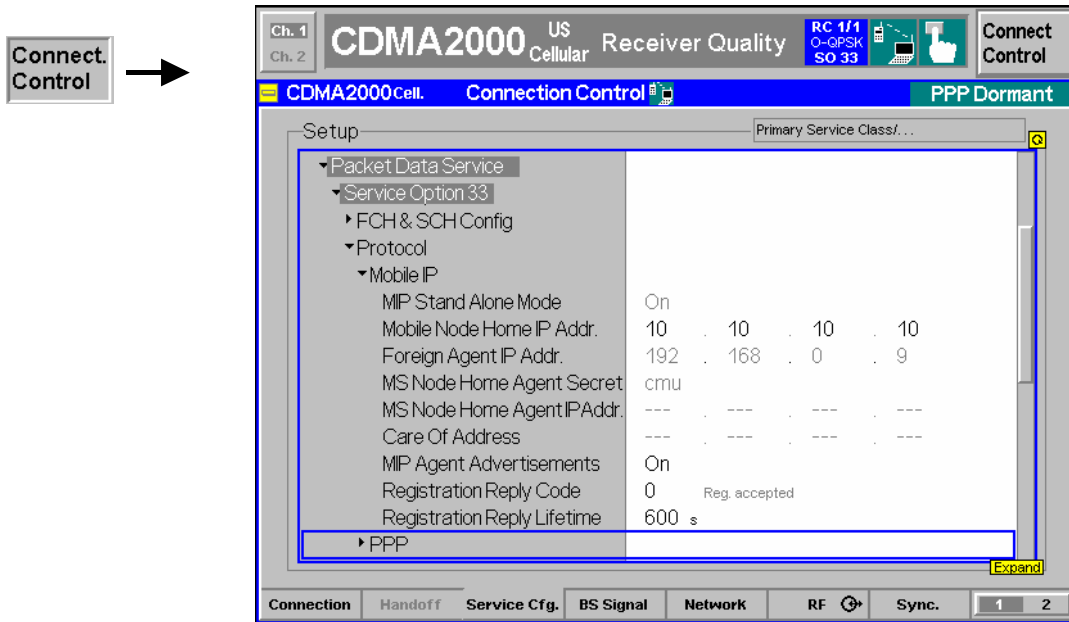 Connect.
Control
Ch. 1
Ch. 2
CDMA2000 US Cellular Receiver Quality
RC 1/1
O-QPSK
SO 33
Connect
Control
CDMA2000 Cell. Connection Control PPP Dormant
Setup
Primary Service Class/...
Packet Data Service
Service Option 33
FCH & SCH Config
Protocol
Mobile IP
MIP Stand Alone Mode On
Mobile Node Home IP Addr. 10 . 10 . 10 . 10
Foreign Agent IP Addr. 192 . 168 . 0 . 9
MS Node Home Agent Secret cmu
MS Node Home Agent IPAddr. --- . --- . --- . ---
Care Of Address --- . --- . --- . ---
MIP Agent Advertisements On
Registration Reply Code 0 Reg. accepted
Registration Reply Lifetime 600 s
PPP
Expand
Connection Handoff Service Cfg. BS Signal Network RF Sync. 1 2